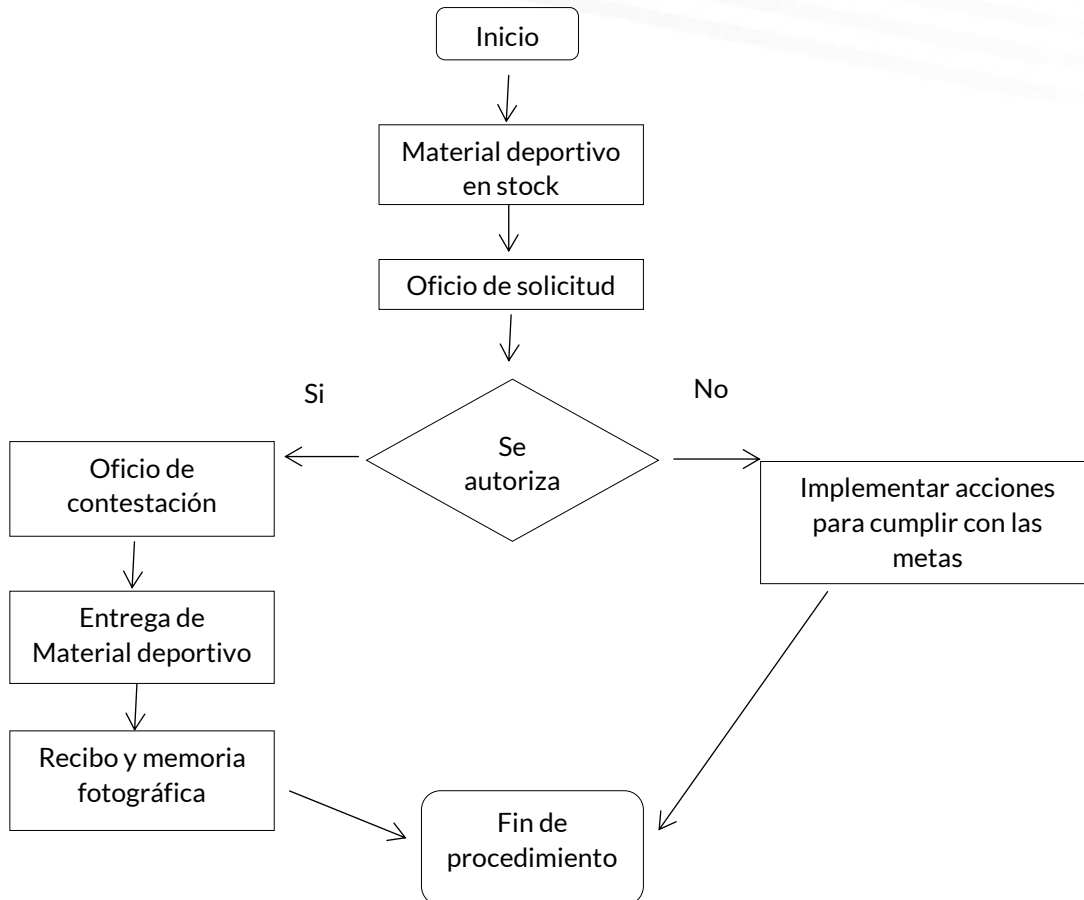 Inicio
Material deportivo
en stock
Oficio de solicitud
Si
No
Se
autoriza
Oficio de
contestación
Implementar acciones
para cumplir con las
metas
Entrega de
Material deportivo
Recibo y memoria
fotográfica
Fin de
procedimiento